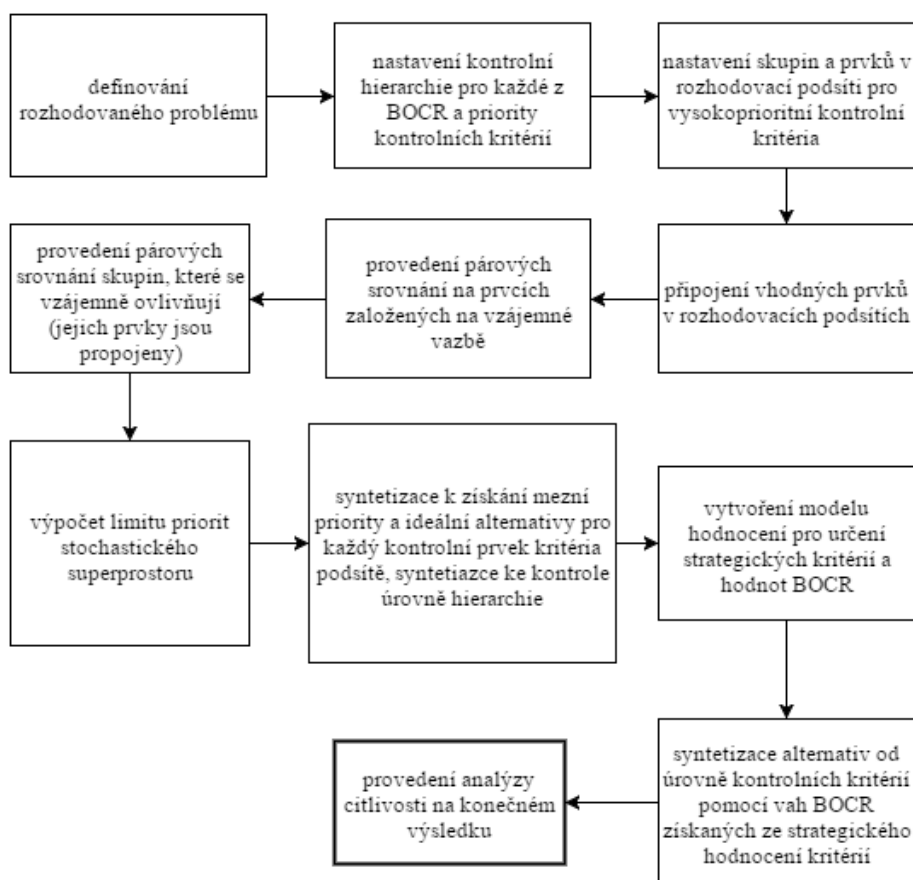 definování
rozhodovaného problému
nastavení kontrolní
hierarchie pro každé z
BOCR a priority
kontrolních kritérií
nastavení skupin a prvků v
rozhodovací podsíti pro
vysokoprioritní kontrolní
kritéria
připojení vhodných prvků
v rozhodovacích podsítích
provedení párových
srovnání na prvcích
založených na vzájemné
vazbě
provedení párových
srovnání skupin, které se
vzájemně ovlivňují
(jejich prvky jsou
propojeny)
výpočet limitu priorit
stochastického
superprostoru
syntetizace k získání mezní
priority a ideální alternativy pro
každý kontrolní prvek kritéria
podsítě, syntetiazce ke kontrole
úrovně hierarchie
vytvoření modelu
hodnocení pro určení
strategických kritérií a
hodnot BOCR
syntetizace alternativ od
úrovně kontrolních kritérií
pomocí vah BOCR
získaných ze strategického
hodnocení kritérií
provedení analýzy
citlivosti na konečném
výsledku